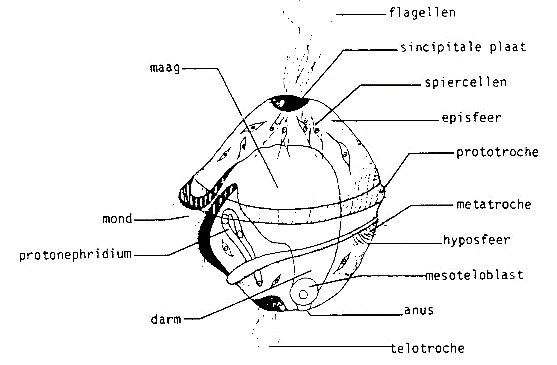 flagellen
sincipitale plaat
maag
spiercellen
episfeer
prototroche
metatroche
mond
hyposfeer
protonephridium
mesoteloblast
anus
darm
telotroche